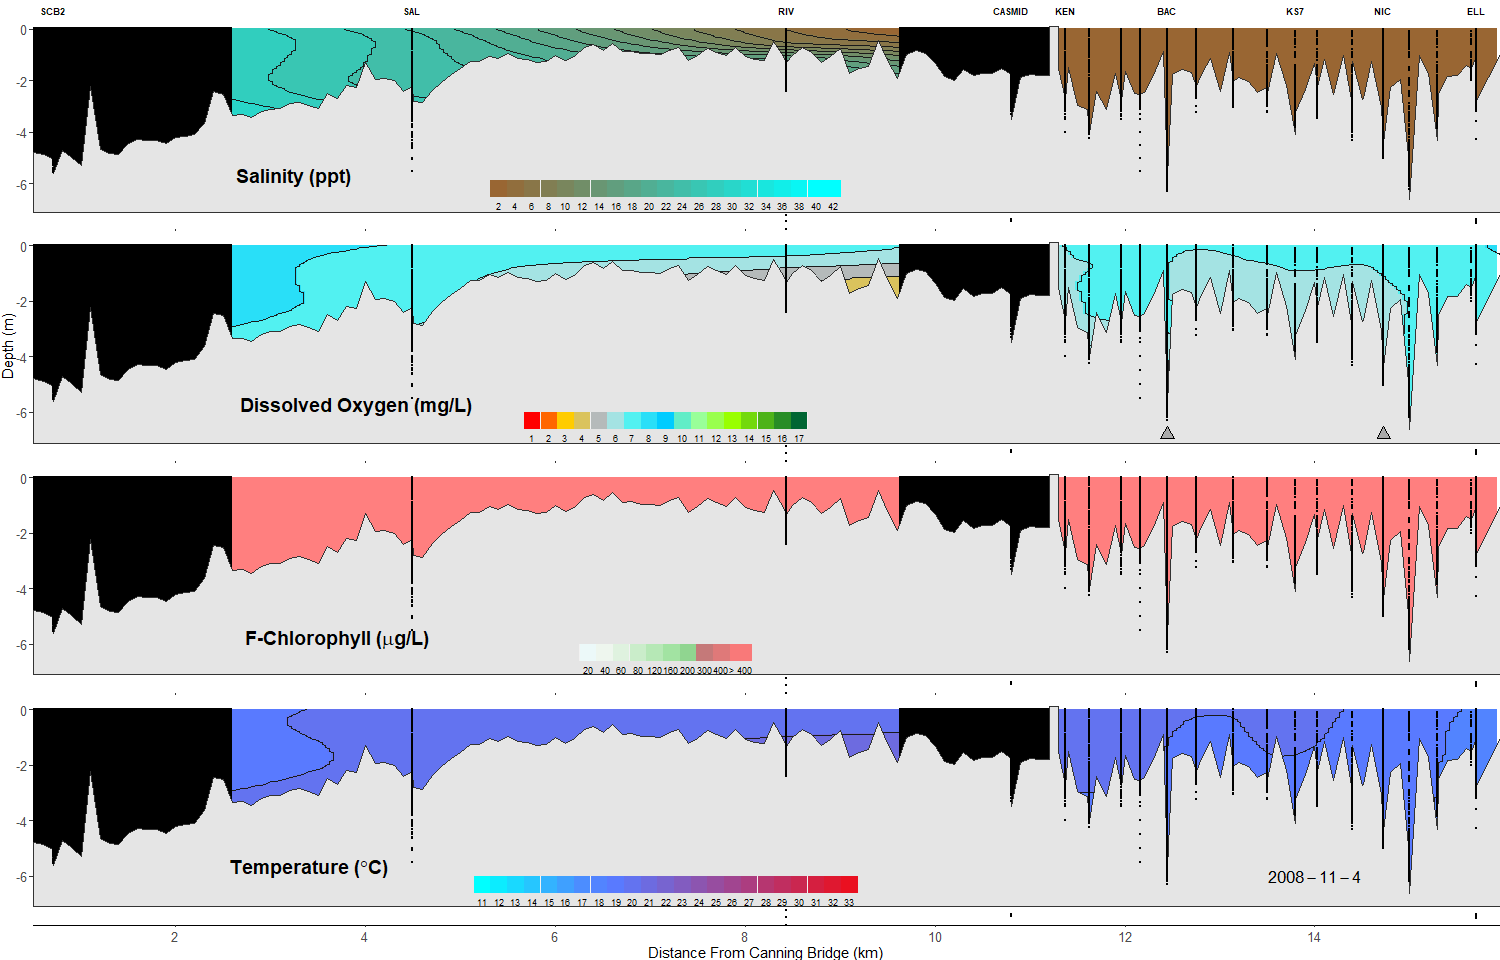 SCB2 SAL RIV CASMID KEN BAC KS7 NIC ELL
0
-2
-4
-6
Salinity (ppt)
2 4 6 8 10 12 14 16 18 20 22 24 26 28 30 32 34 36 38 40 42
0
-2
-4
-6
Depth (m)
Dissolved Oxygen (mg/L)
1 2 3 4 5 6 7 8 9 10 11 12 13 14 15 16 17
0
-2
-4
-6
F-Chlorophyll (μg/L)
20 40 60 80 120 160 200 300 400 > 400
0
-2
-4
-6
Temperature (°C)
2008 – 11 – 4
11 12 13 14 15 16 17 18 19 20 21 22 23 24 25 26 27 28 29 30 31 32 33
2 4 6 8 10 12 14
Distance From Canning Bridge (km)